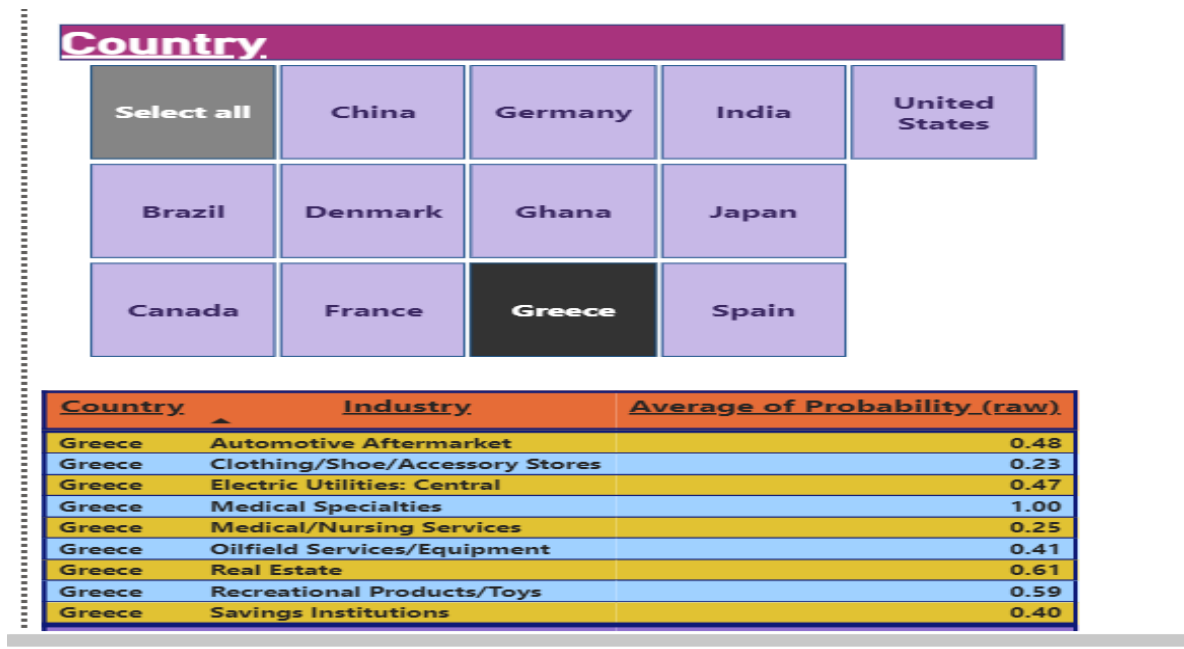 Country
Select all China Germany India United States
Brazil Denmark Ghana Japan
Canada France Greece Spain
Country Industry Average of Probability (raw)
Greece Automotive Aftermarket 0.48
Greece Clothing/Shoe/Accessory Stores 0.23
Greece Electric Utilities: Central 0.47
Greece Medical Specialties 1.00
Greece Medical/Nursing Services 0.25
Greece Oilfield Services/Equipment 0.41
Greece Real Estate 0.61
Greece Recreational Products/Toys 0.59
Greece Savings Institutions 0.40